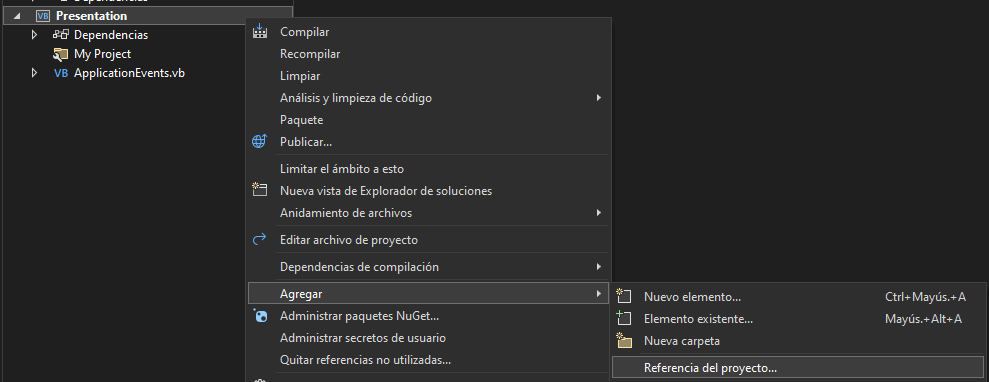 Dependencias
VB Presentation
Dependencias
My Project
VB ApplicationEvents.vb
Compilar
Recompilar
Limpiar
Análisis y limpieza de código
Paquete
Publicar...
Limitar el ámbito a esto
Nueva vista de Explorador de soluciones
Anidamiento de archivos
Editar archivo de proyecto
Dependencias de compilación
Agregar
Administrar paquetes NuGet...
Administrar secretos de usuario
Quitar referencias no utilizadas...
Nuevo elemento... Ctrl+Mayús.+A
Elemento existente... Mayús.+Alt+A
Nueva carpeta
Referencia del proyecto...